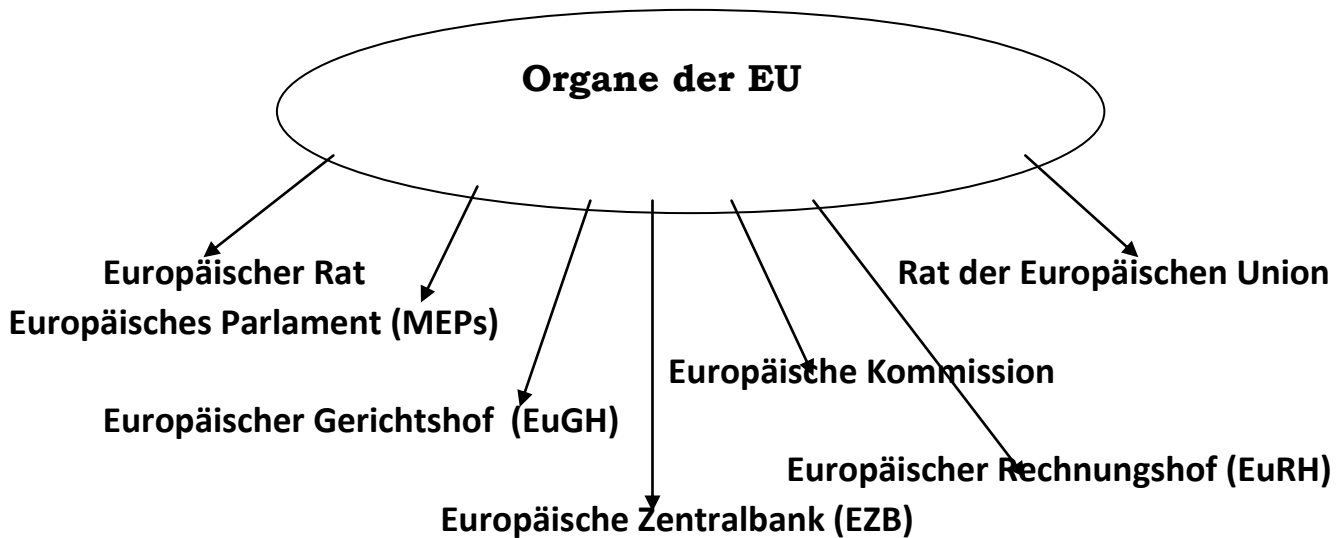 Organe der EU
Europäischer Rat
Rat der Europäischen Union
Europäisches Parlament (MEPs)
Europäische Kommission
Europäischer Gerichtshof (EuGH)
Europäischer Rechnungshof (EuRH)
Europäische Zentralbank (EZB)